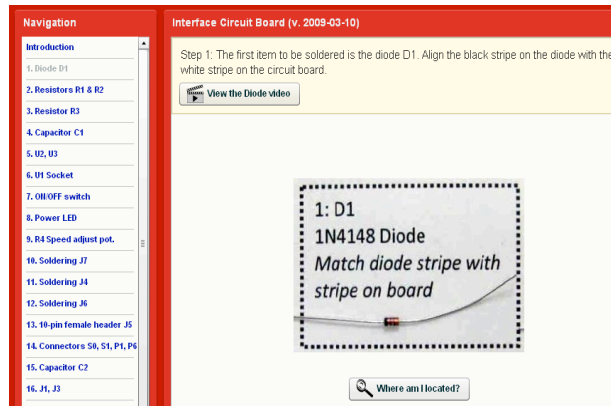 Navigation
Introduction
1. Diode D1
2. Resistors R1 & R2
3. Resistor R3
4. Capacitor C1
5. U2, U3
6. U1 Socket
7. ON/OFF switch
8. Power LED
9. R4 Speed adjust pot.
10. Soldering J7
11. Soldering J4
12. Soldering J6
13. 10-pin female header J5
14. Connectors S0, S1, P1, P6
15. Capacitor C2
16. J1, J3
Interface Circuit Board (v. 2009-03-10)
Step 1: The first item to be soldered is the diode D1. Align the black stripe on the diode with the
white stripe on the circuit board.
View the Diode video
1: D1
1N4148 Diode
Match diode stripe with
stripe on board
Where am I located?